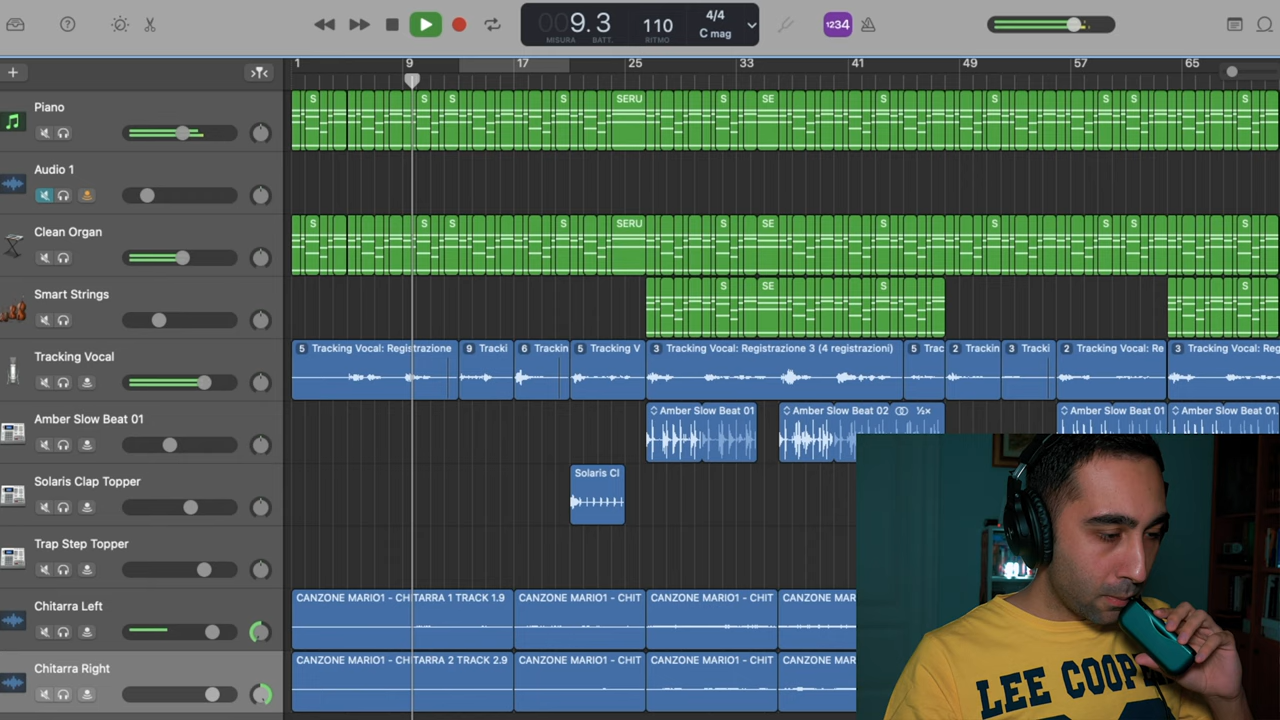 009.3
MISURA
BATT.
110
RITMO
4/4
C mag
1234
1
9
17
25
33
41
49
57
65
Piano
S
S
S
S
SERU
S
SE
S
S
S
S
S
Audio 1
Clean Organ
S
S
S
S
SERU
S
SE
S
S
S
S
S
Smart Strings
S
SE
S
S
Tracking Vocal
5 Tracking Vocal: Registrazione
9 Tracki
6 Trackin
5 Tracking V
3 Tracking Vocal: Registrazione 3 (4 registrazioni)
5 Trac
2 Trackin
3 Tracki
2 Tracking Vocal: Re
3 Tracking Vocal: Reg
Amber Slow Beat 01
Amber Slow Beat 01
Amber Slow Beat 02 ½×
Amber Slow Beat 01
Amber Slow Beat 01.
Solaris Clap Topper
Solaris Cl
Trap Step Topper
Chitarra Left
CANZONE MARIO1 - CHITARRA 1 TRACK 1.9
CANZONE MARIO1 - CHIT
CANZONE MARIO1 - CHIT
CANZONE MAR
Chitarra Right
CANZONE MARIO1 - CHITARRA 2 TRACK 2.9
CANZONE MARIO1 - CHIT
CANZONE MARIO1 - CHIT
CANZONE MAR
LEE COOPE